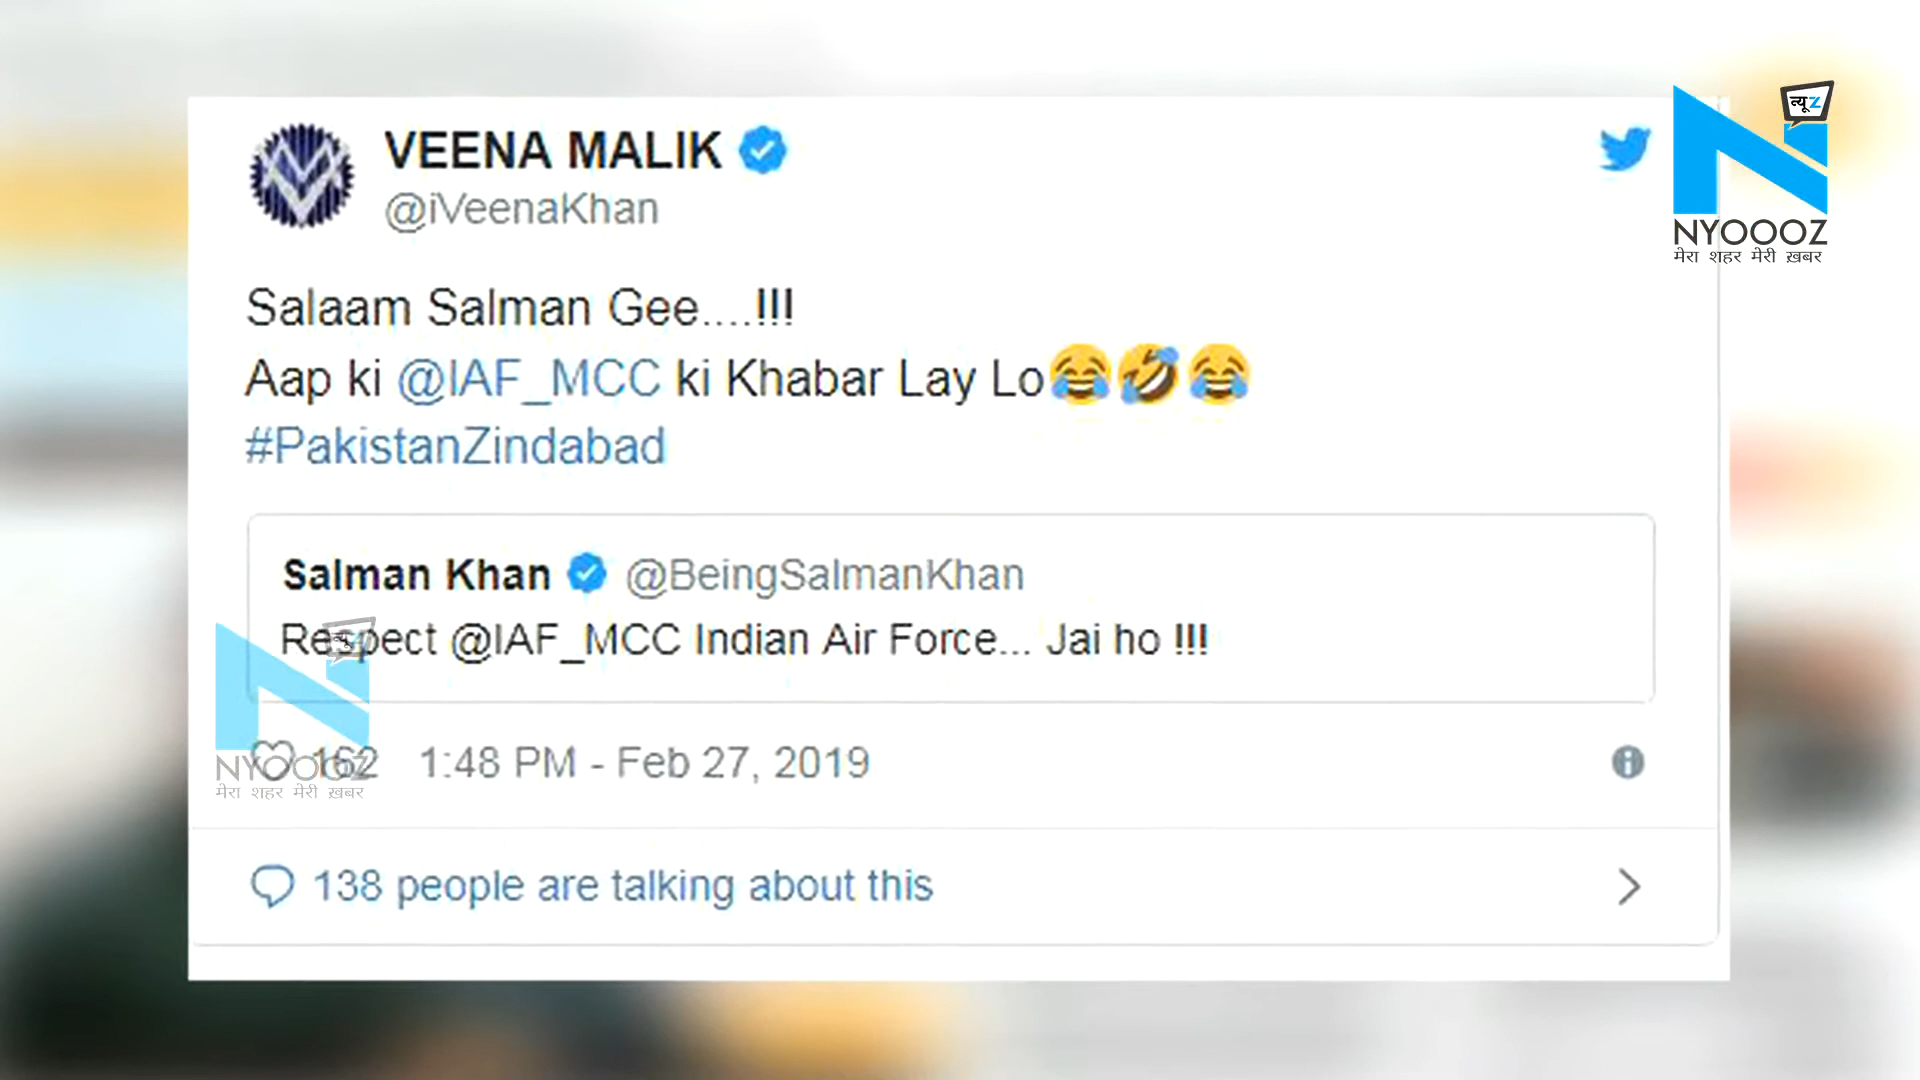 VEENA MALIK
@iVeenaKhan
न्यूz
NYOOOZ
मेरा शहर मेरी ख़बर
Salaam Salman Gee....!!!
Aap ki @IAF_MCC ki Khabar Lay Lo😂🤣😂
#PakistanZindabad
Salman Khan @BeingSalmanKhan
Respect @IAF_MCC Indian Air Force... Jai ho !!!
न्यूz
NYOOOZ
मेरा शहर मेरी ख़बर
162 1:48 PM - Feb 27, 2019
138 people are talking about this